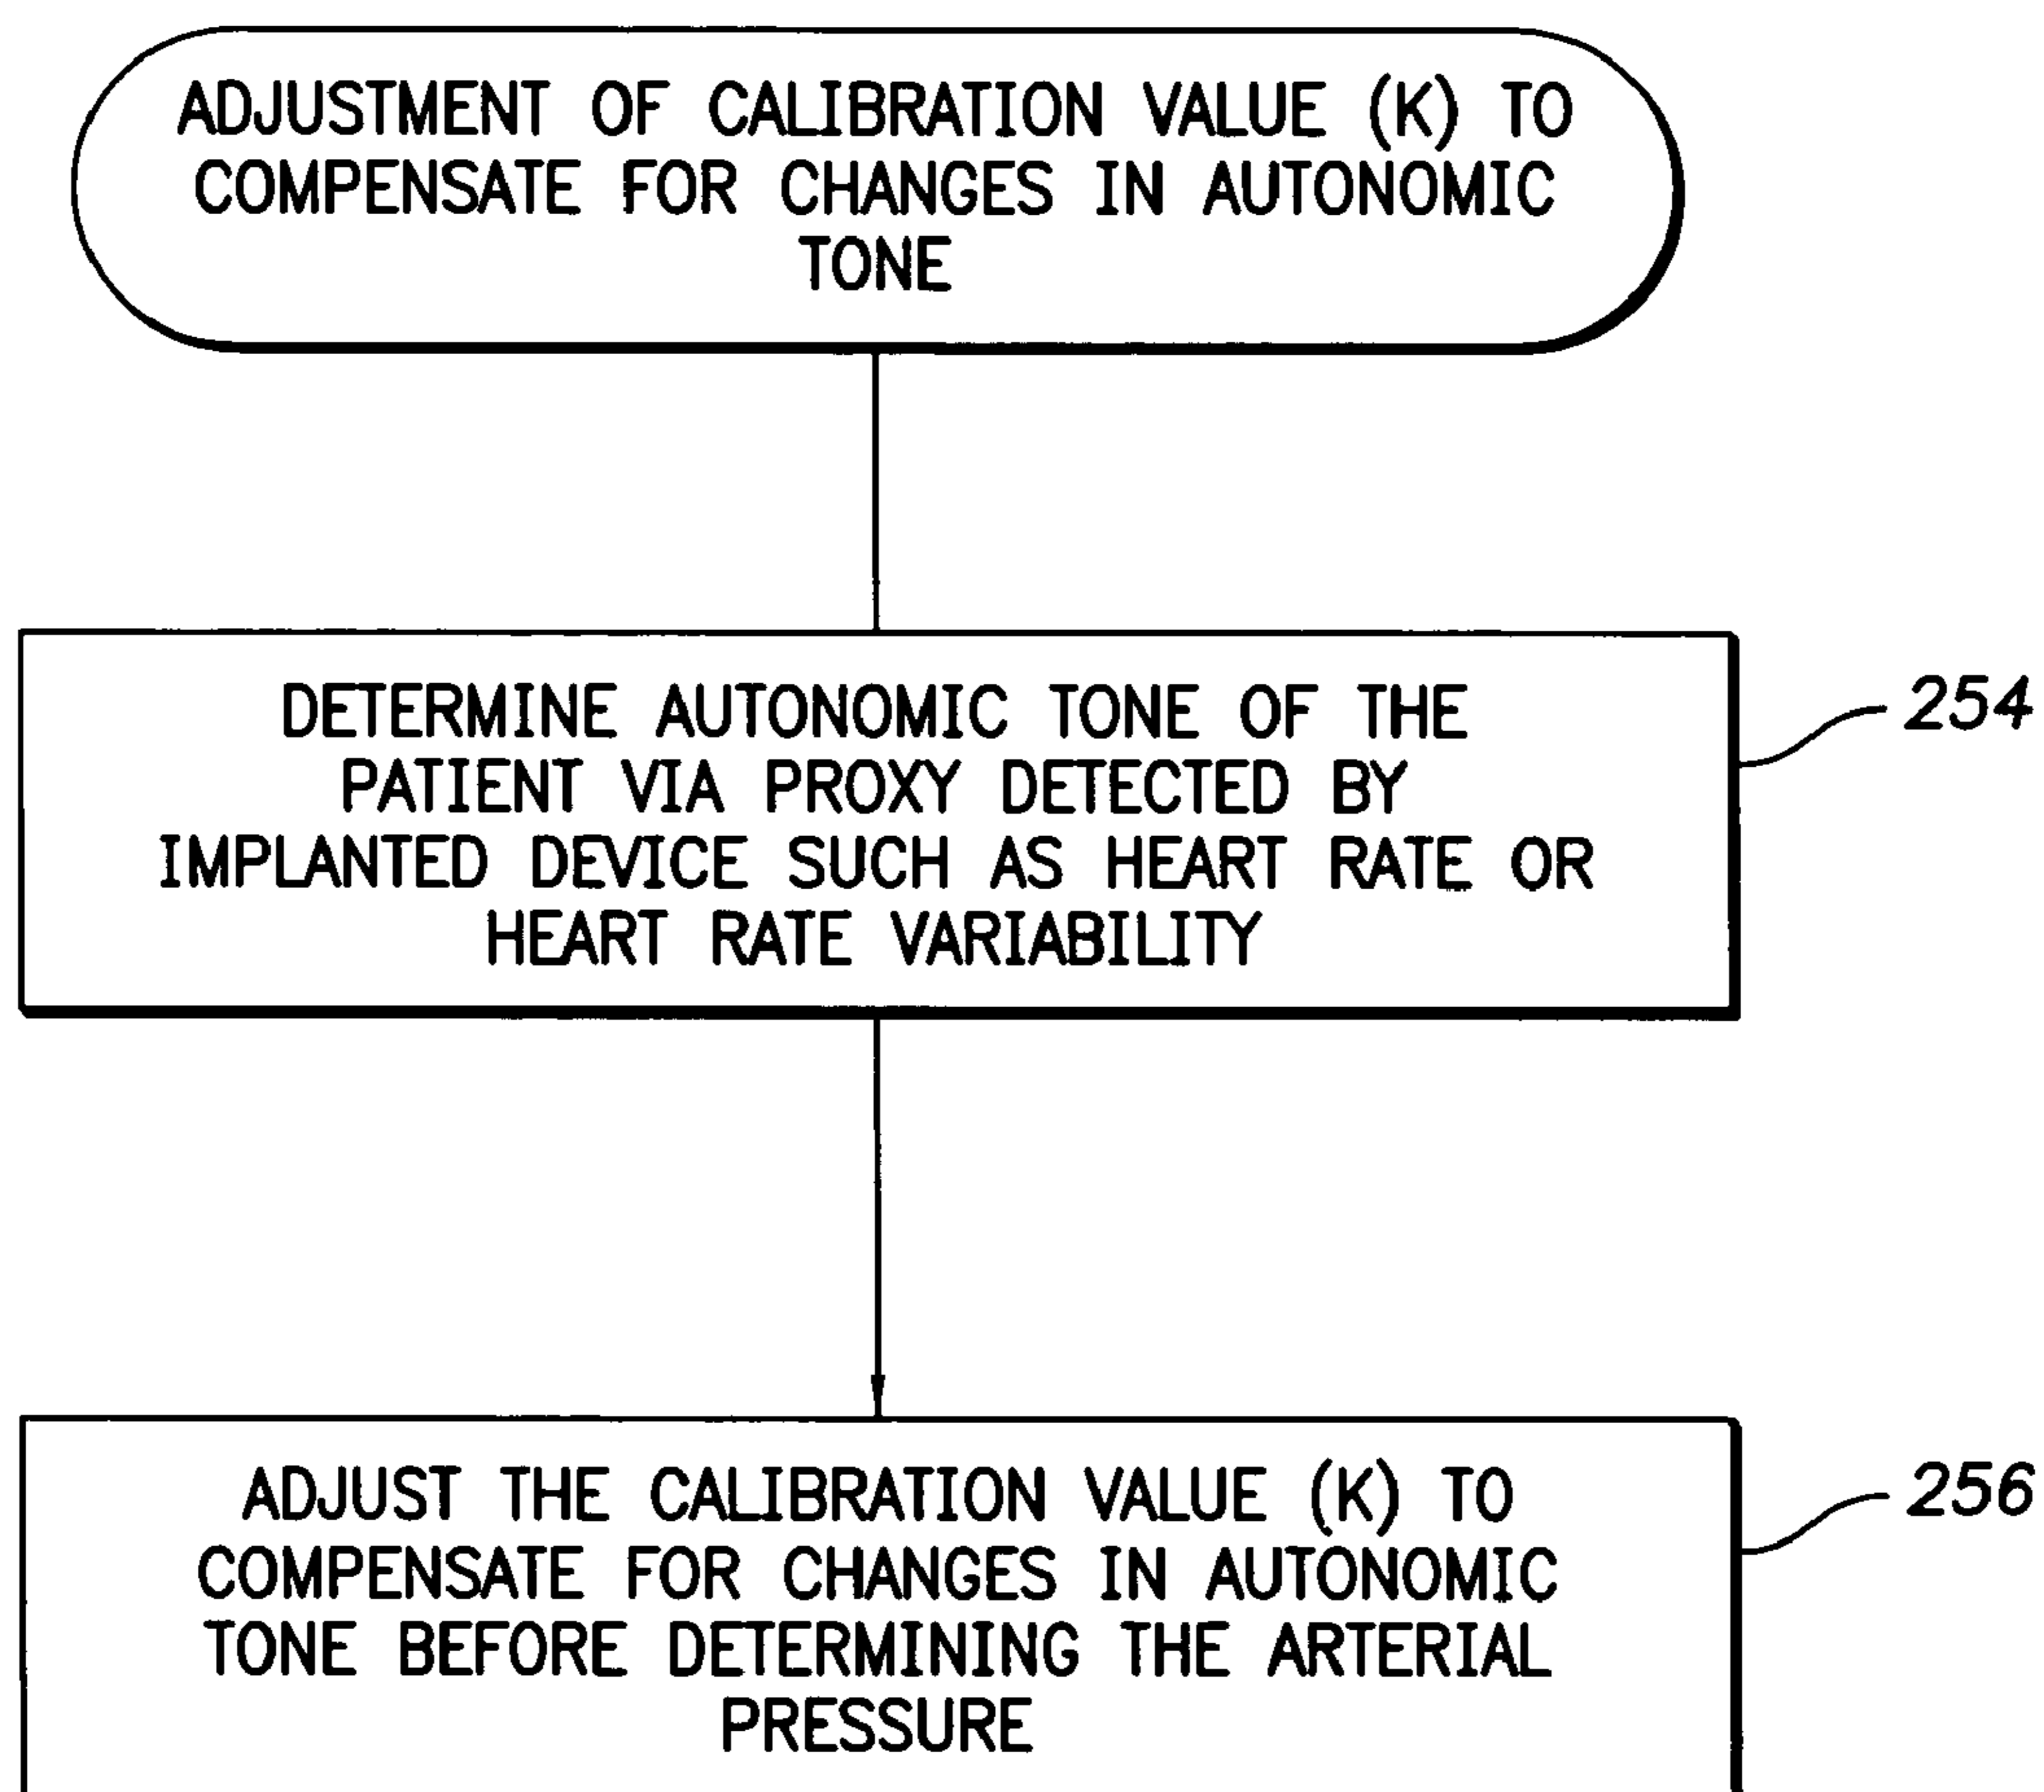 ADJUSTMENT OF CALIBRATION VALUE (K) TO
COMPENSATE FOR CHANGES IN AUTONOMIC
TONE
DETERMINE AUTONOMIC TONE OF THE
PATIENT VIA PROXY DETECTED BY
IMPLANTED DEVICE SUCH AS HEART RATE OR
HEART RATE VARIABILITY
254
ADJUST THE CALIBRATION VALUE (K) TO
COMPENSATE FOR CHANGES IN AUTONOMIC
TONE BEFORE DETERMINING THE ARTERIAL
PRESSURE
256